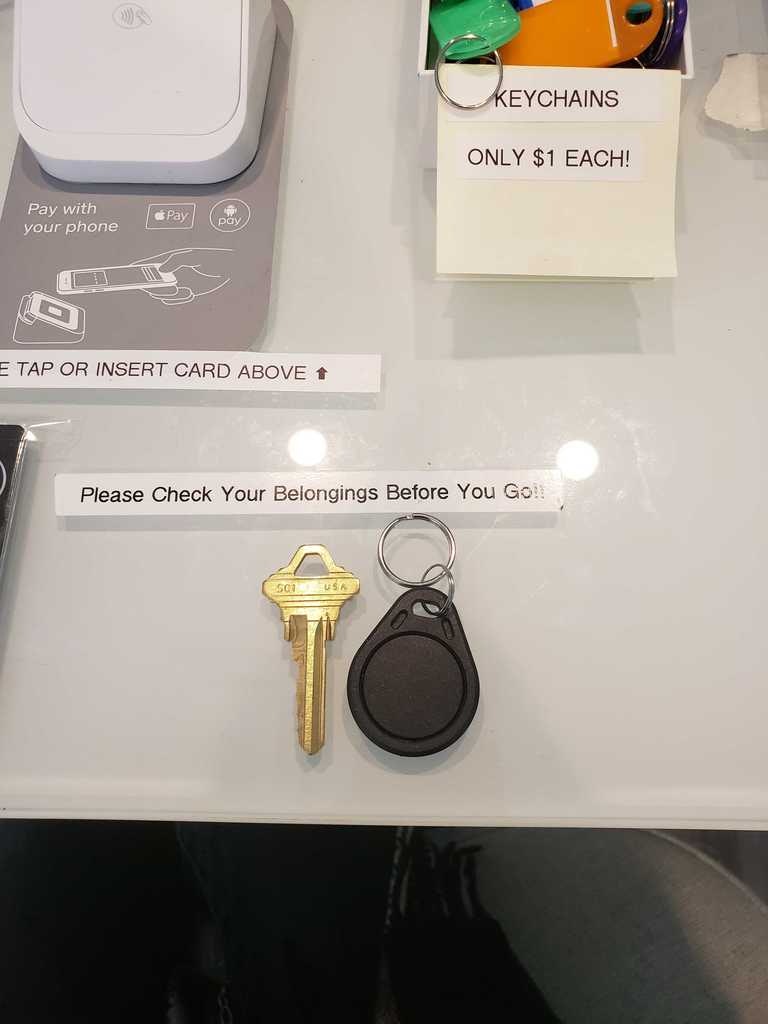 KEYCHAINS
ONLY $1 EACH!
Pay with
your phone
Pay
pay
E TAP OR INSERT CARD ABOVE ⬆
Please Check Your Belongings Before You Go!!
SC1 USA